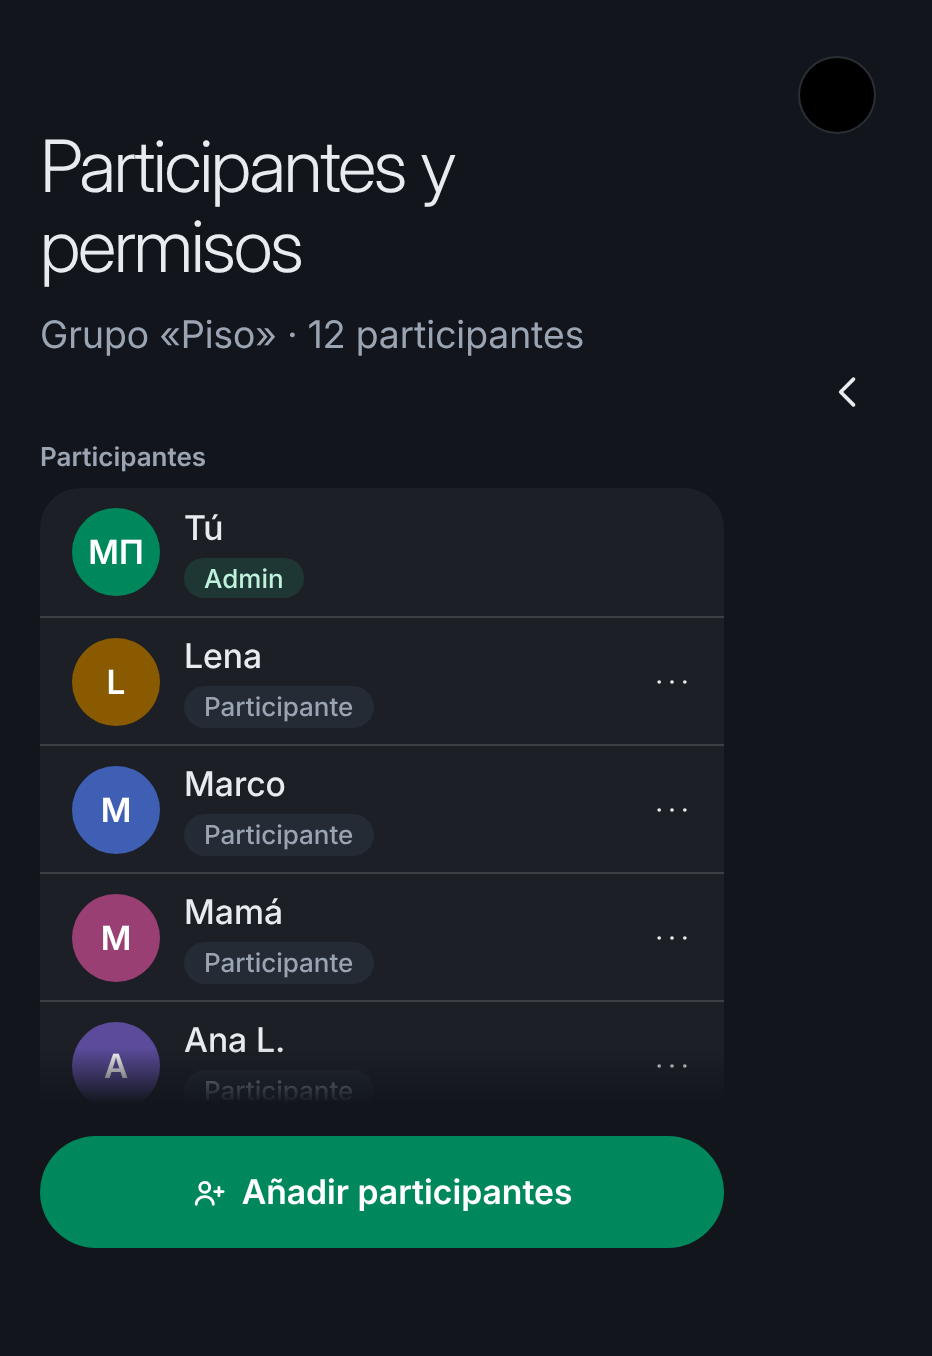 Participantes y
permisos
Grupo «Piso» · 12 participantes
Participantes
МП
Tú
Admin
L
Lena
Participante
M
Marco
Participante
M
Mamá
Participante
A
Ana L.
Participante
Añadir participantes